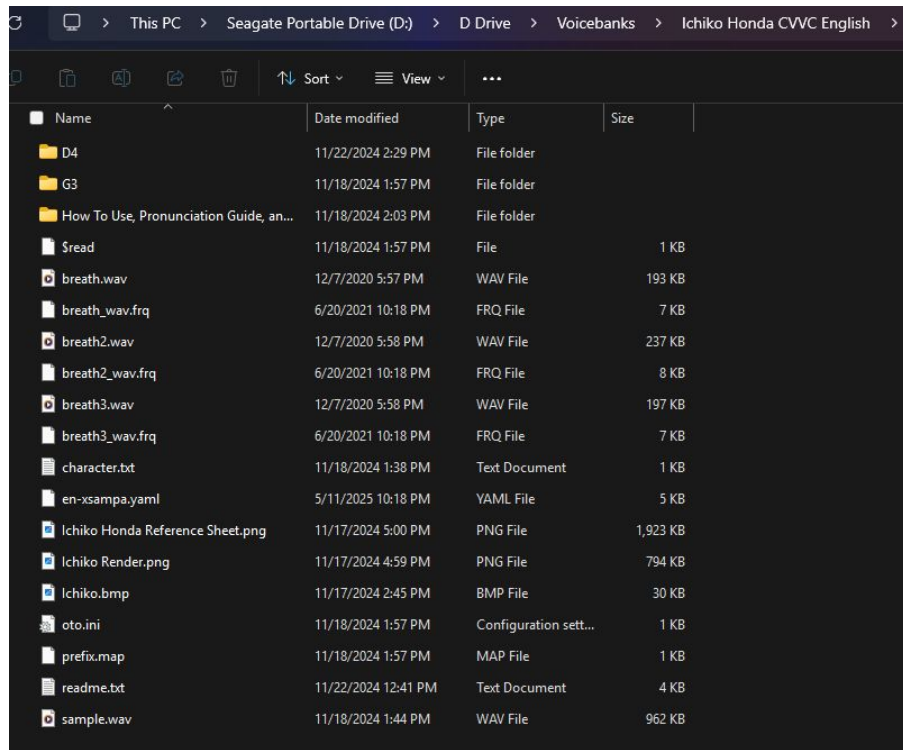 > This PC > Seagate Portable Drive (D:) > D Drive > Voicebanks > Ichiko Honda CVVC English >
Sort View ...
Name Date modified Type Size
D4 11/22/2024 2:29 PM File folder
G3 11/18/2024 1:57 PM File folder
How To Use, Pronunciation Guide, an... 11/18/2024 2:03 PM File folder
$read 11/18/2024 1:57 PM File 1 KB
breath.wav 12/7/2020 5:57 PM WAV File 193 KB
breath_wav.frq 6/20/2021 10:18 PM FRQ File 7 KB
breath2.wav 12/7/2020 5:58 PM WAV File 237 KB
breath2_wav.frq 6/20/2021 10:18 PM FRQ File 8 KB
breath3.wav 12/7/2020 5:58 PM WAV File 197 KB
breath3_wav.frq 6/20/2021 10:18 PM FRQ File 7 KB
character.txt 11/18/2024 1:38 PM Text Document 1 KB
en-xsampa.yaml 5/11/2025 10:18 PM YAML File 5 KB
Ichiko Honda Reference Sheet.png 11/17/2024 5:00 PM PNG File 1,923 KB
Ichiko Render.png 11/17/2024 4:59 PM PNG File 794 KB
Ichiko.bmp 11/17/2024 2:45 PM BMP File 30 KB
oto.ini 11/18/2024 1:57 PM Configuration sett... 1 KB
prefix.map 11/18/2024 1:57 PM MAP File 1 KB
readme.txt 11/22/2024 12:41 PM Text Document 4 KB
sample.wav 11/18/2024 1:44 PM WAV File 962 KB